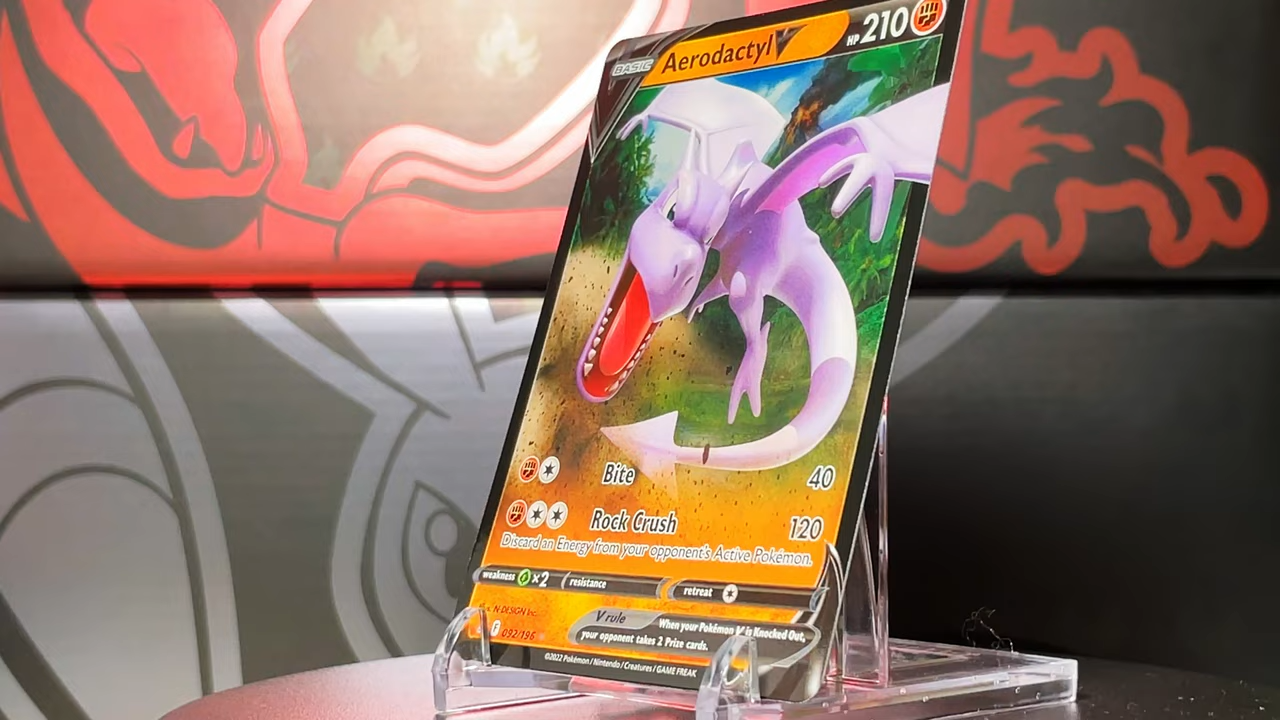 BASIC Aerodactyl V HP 210
Bite 40
Rock Crush 120
Discard an Energy from your opponent's Active Pokémon.
weakness ×2 resistance retreat
N DESIGN Inc.
F 092/196
V rule When your Pokémon V is Knocked Out,
your opponent takes 2 Prize cards.
©2022 Pokémon / Nintendo / Creatures / GAME FREAK